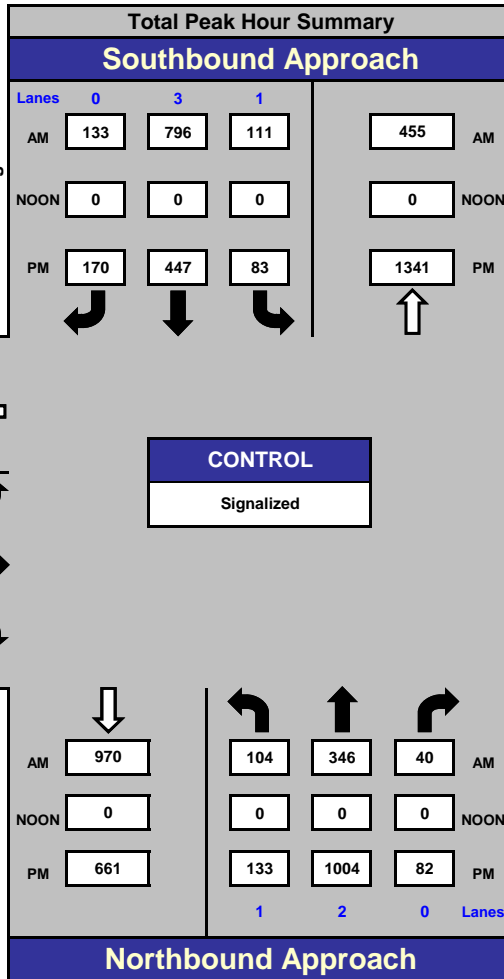 Total Peak Hour Summary
Southbound Approach
Lanes 0 3 1
AM 133 796 111 455 AM
NOON 0 0 0 0 NOON
PM 170 447 83 1341 PM
CONTROL
Signalized
AM 970 104 346 40 AM
NOON 0 0 0 0 NOON
PM 661 133 1004 82 PM
1 2 0 Lanes
Northbound Approach